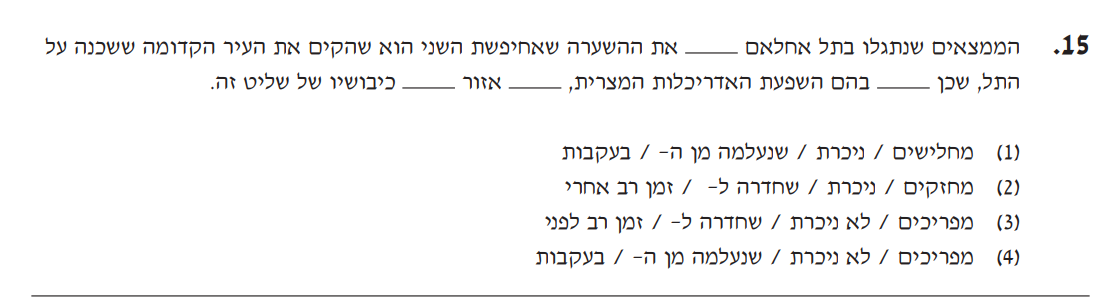 15. הממצאים שנתגלו בתל אחלאם _____ את ההשערה שאחיפשת השני הוא שהקים את העיר הקדומה ששכנה על
התל, שכן _____ בהם השפעת האדריכלות המצרית, _____ אזור _____ כיבושיו של שליט זה.
(1) מחלישים / ניכרת / שנעלמה מן ה- / בעקבות
(2) מחזקים / ניכרת / שחדרה ל- / זמן רב אחרי
(3) מפריכים / לא ניכרת / שחדרה ל- / זמן רב לפני
(4) מפריכים / לא ניכרת / שנעלמה מן ה- / בעקבות